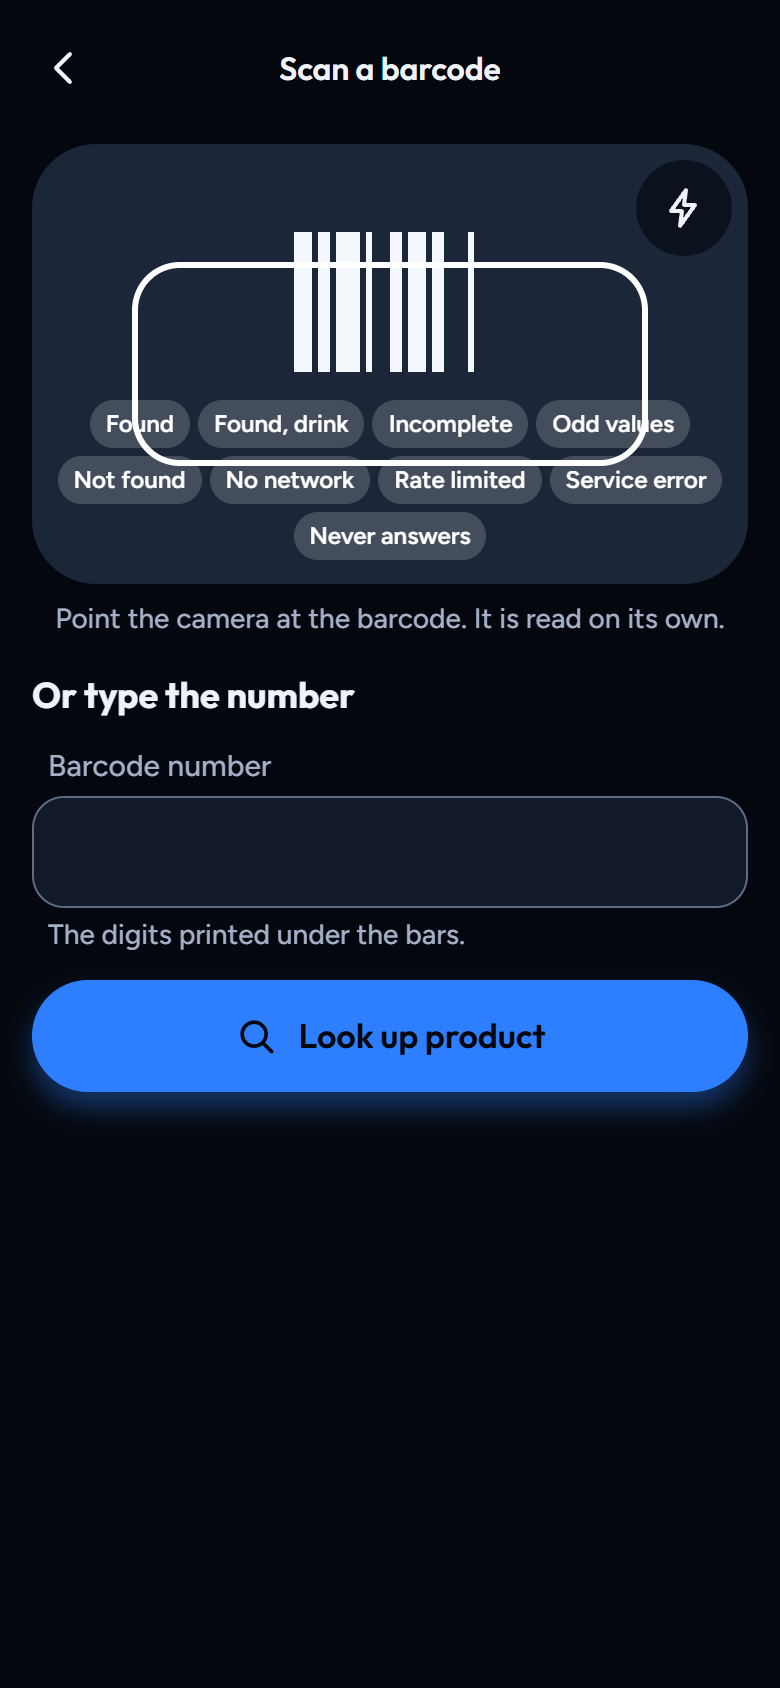 Scan a barcode
Found Found, drink Incomplete Odd values
Not found No network Rate limited Service error
Never answers
Point the camera at the barcode. It is read on its own.
Or type the number
Barcode number
The digits printed under the bars.
Look up product